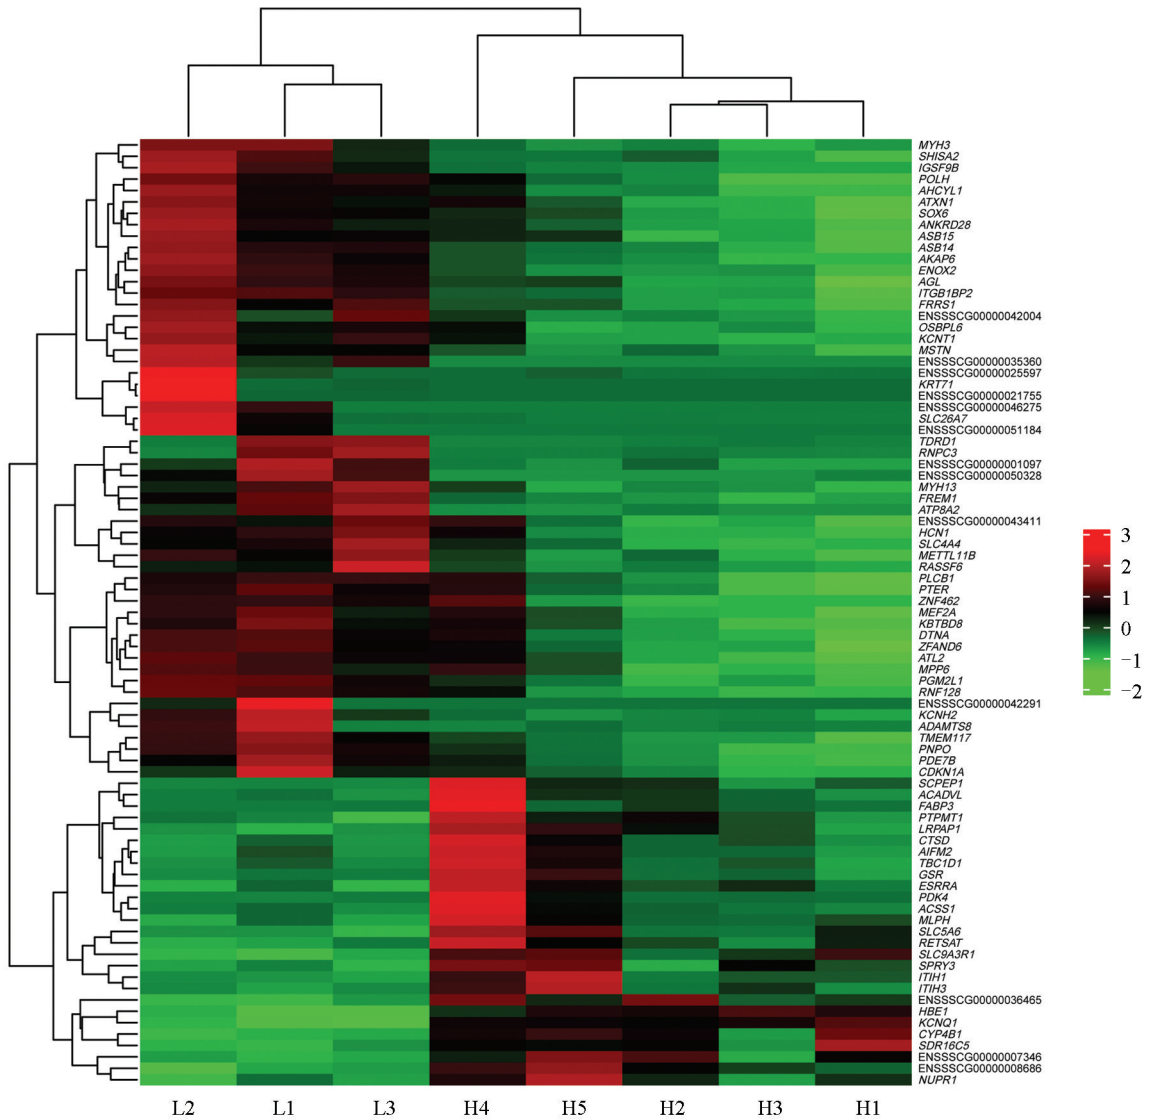 MYH3
SHISA2
IGSF9B
POLH
AHCYL1
ATXN1
SOX6
ANKRD28
ASB15
ASB14
AKAP6
ENOX2
AGL
ITGB1BP2
FRRS1
ENSSSCG00000042004
OSBPL6
KCNT1
MSTN
ENSSSCG00000035360
ENSSSCG00000025597
KRT71
ENSSSCG00000021755
ENSSSCG00000046275
SLC26A7
ENSSSCG00000051184
TDRD1
RNPC3
ENSSSCG00000001097
ENSSSCG00000050328
MYH13
FREM1
ATP8A2
ENSSSCG00000043411
HCN1
SLC4A4
METTL11B
RASSF6
PLCB1
PTER
ZNF462
MEF2A
KBTBD8
DTNA
ZFAND6
ATL2
MPP6
PGM2L1
RNF128
ENSSSCG00000042291
KCNH2
ADAMTS8
TMEM117
PNPO
PDE7B
CDKN1A
SCPEP1
ACADVL
FABP3
PTPMT1
LRPAP1
CTSD
AIFM2
TBC1D1
GSR
ESRRA
PDK4
ACSS1
MLPH
SLC5A6
RETSAT
SLC9A3R1
SPRY3
ITIH1
ITIH3
ENSSSCG00000036465
HBE1
KCNQ1
CYP4B1
SDR16C5
ENSSSCG00000007346
ENSSSCG00000008686
NUPR1
3
2
1
0
−1
−2
L2 L1 L3 H4 H5 H2 H3 H1